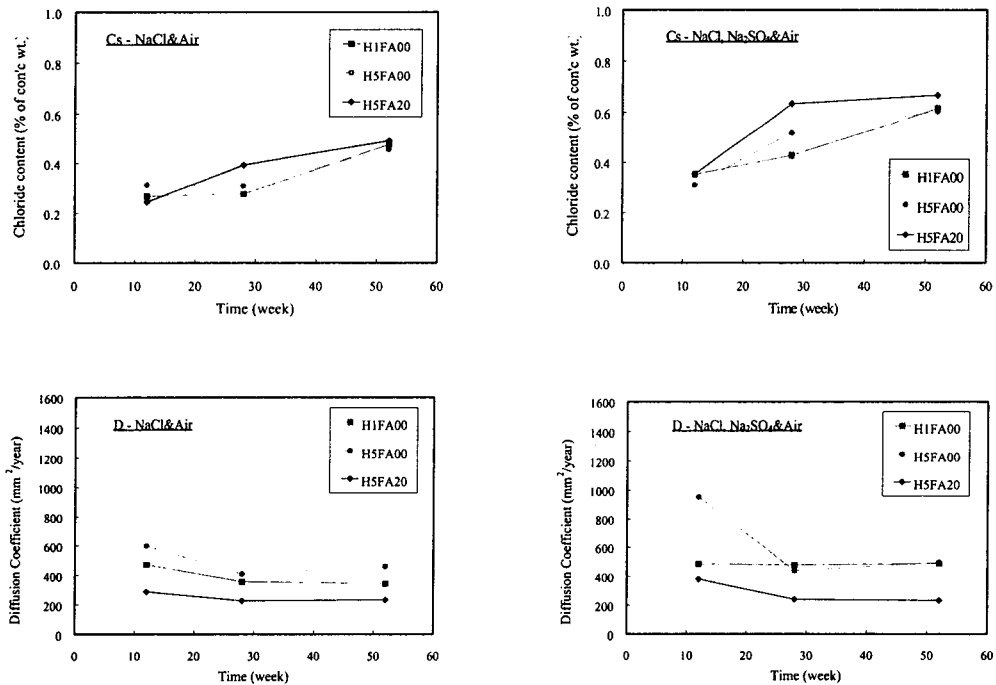 Cs - NaCl&Air
H1FA00
H5FA00
H5FA20
Chloride content (% of con'c wt.)
1.0
0.8
0.6
0.4
0.2
0.0
0 10 20 30 40 50 60
Time (week)
Cs - NaCl, Na₂SO₄&Air
H1FA00
H5FA00
H5FA20
Chloride content (% of con'c wt.)
1.0
0.8
0.6
0.4
0.2
0.0
0 10 20 30 40 50 60
Time (week)
D - NaCl&Air
H1FA00
H5FA00
H5FA20
Diffusion Coefficient (mm²/year)
1600
1400
1200
1000
800
600
400
200
0
0 10 20 30 40 50 60
Time (week)
D - NaCl, Na₂SO₄&Air
H1FA00
H5FA00
H5FA20
Diffusion Coefficient (mm²/year)
1600
1400
1200
1000
800
600
400
200
0
0 10 20 30 40 50 60
Time (week)